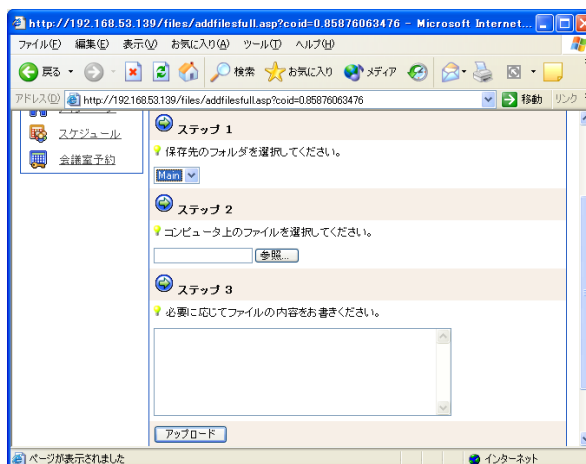 http://192.168.53.139/files/addfilesfull.asp?coid=0.85876063476 - Microsoft Internet...
ファイル(F) 編集(E) 表示(V) お気に入り(A) ツール(T) ヘルプ(H)
戻る 検索 お気に入り メディア
アドレス(D) http://192.168.53.139/files/addfilesfull.asp?coid=0.85876063476 移動 リンク
スケジュール
会議室予約
ステップ 1
保存先のフォルダを選択してください。
Main
ステップ 2
コンピュータ上のファイルを選択してください。
参照...
ステップ 3
必要に応じてファイルの内容をお書きください。
アップロード
ページが表示されました インターネット